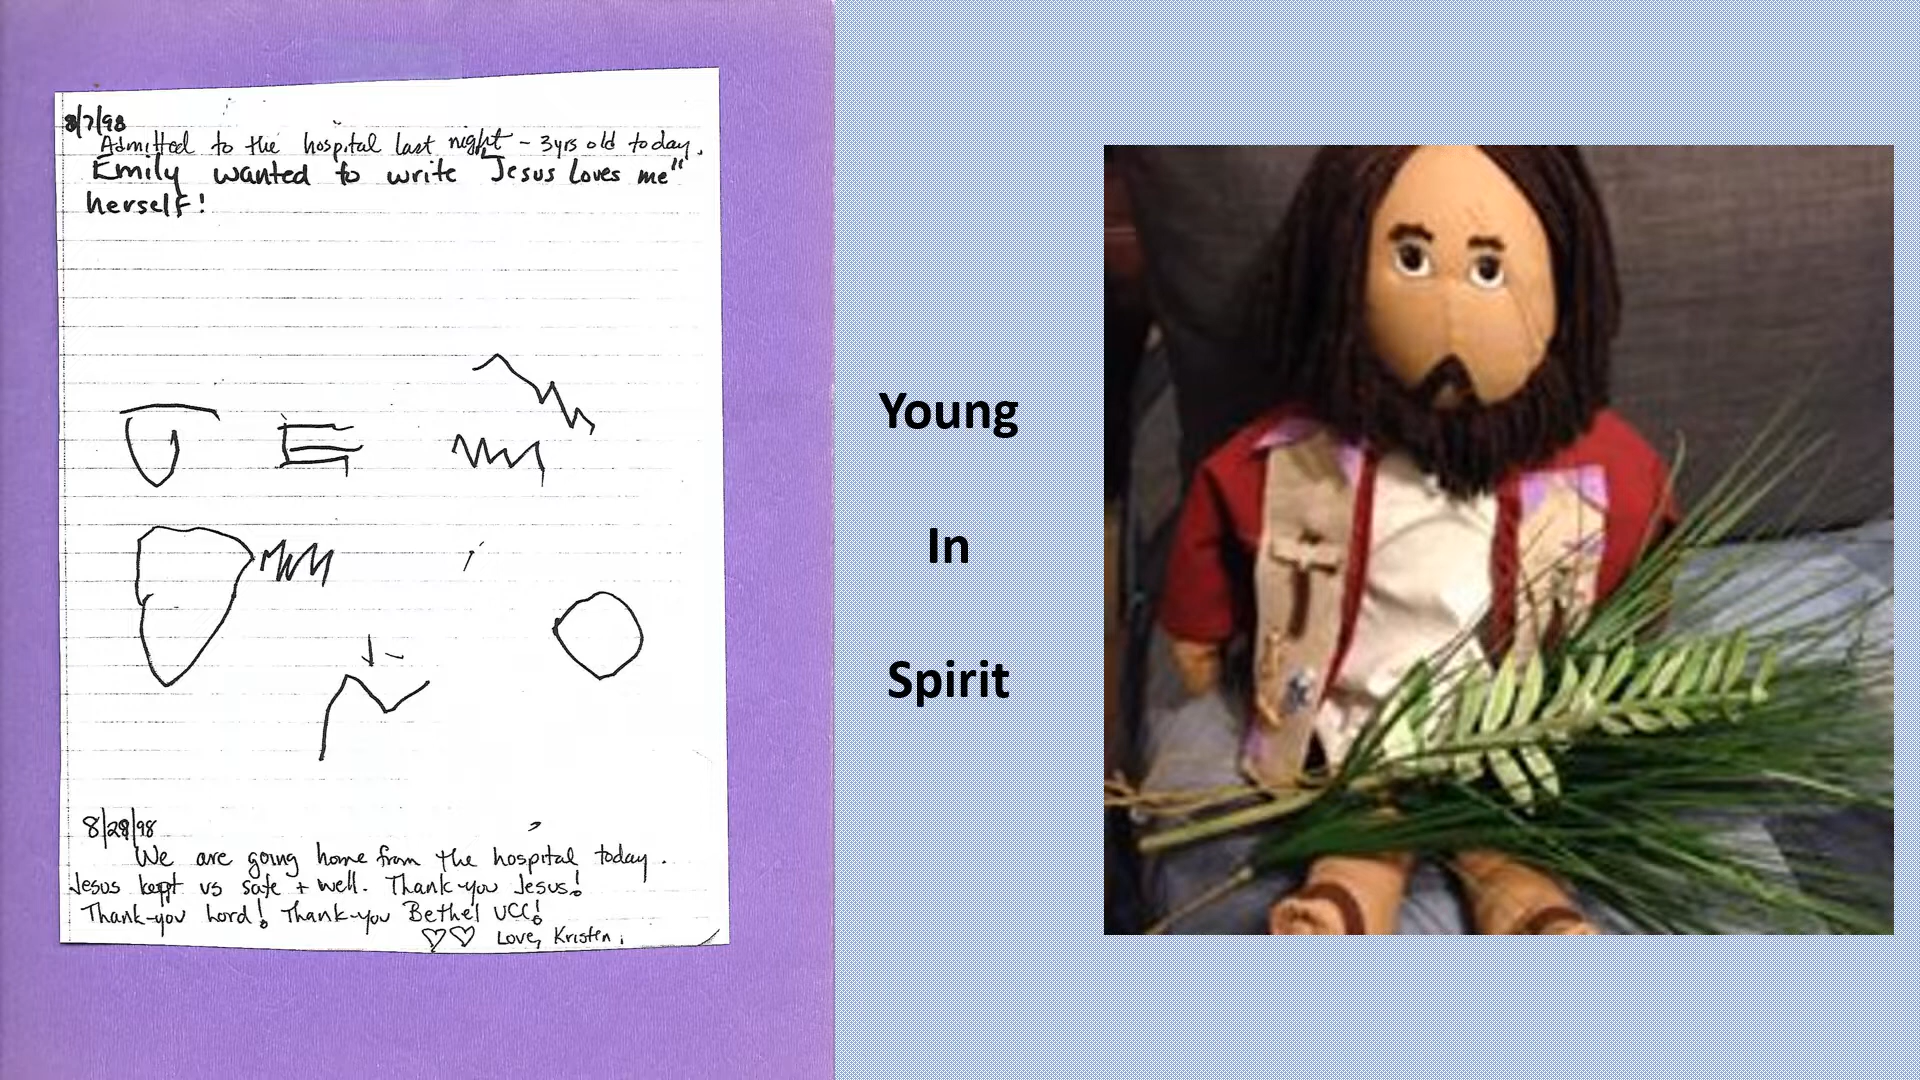 8/7/98
Admitted to the hospital last night - 3yrs old today.
Emily wanted to write "Jesus Loves me"
herself!
8/28/98
We are going home from the hospital today.
Jesus kept us safe + well. Thank-you Jesus!
Thank-you Lord! Thank-you Bethel UCC!
♡♡ Love, Kristen.
Young
In
Spirit